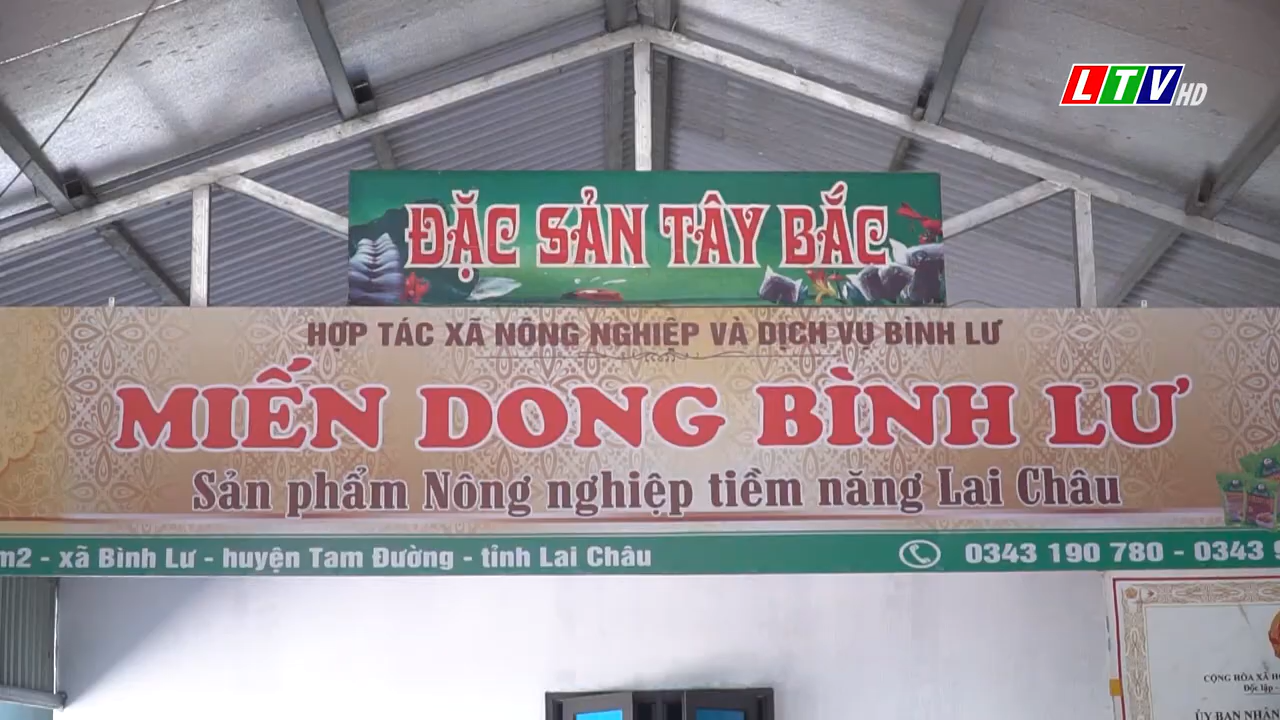 LTV HD
ĐẶC SẢN TÂY BẮC
HỢP TÁC XÃ NÔNG NGHIỆP VÀ DỊCH VỤ BÌNH LƯ
MIẾN DONG BÌNH LƯ
Sản phẩm Nông nghiệp tiềm năng Lai Châu
m2 - xã Bình Lư - huyện Tam Đường - tỉnh Lai Châu 0343 190 780 - 0343
CỘNG HÒA XÃ
Độc lập -
ỦY BAN NHÂN